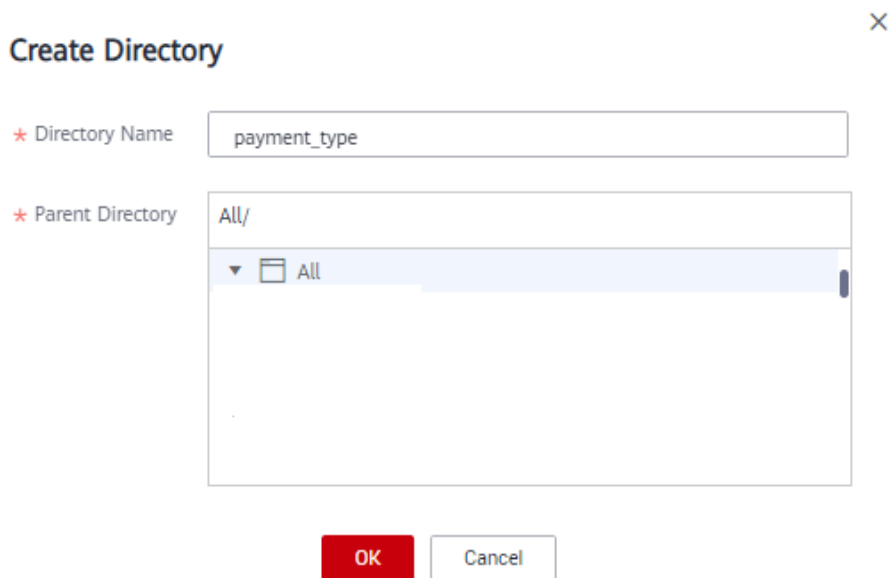 Create Directory
* Directory Name payment_type
* Parent Directory All/
All
OK Cancel